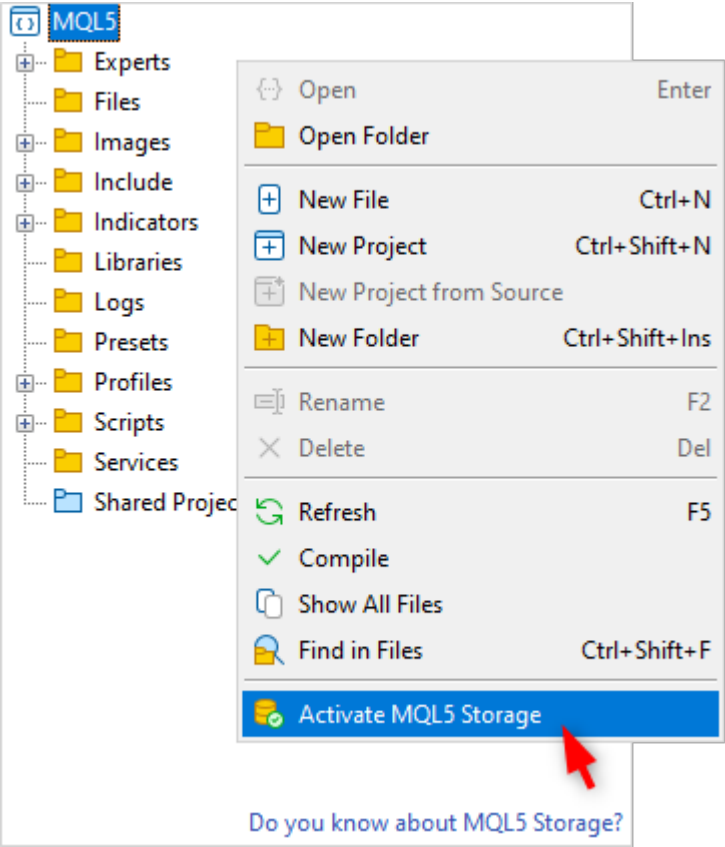 MQL5
Experts
Files
Images
Include
Indicators
Libraries
Logs
Presets
Profiles
Scripts
Services
Shared Projec
Open Enter
Open Folder
New File Ctrl+N
New Project Ctrl+Shift+N
New Project from Source
New Folder Ctrl+Shift+Ins
Rename F2
Delete Del
Refresh F5
Compile
Show All Files
Find in Files Ctrl+Shift+F
Activate MQL5 Storage
Do you know about MQL5 Storage?